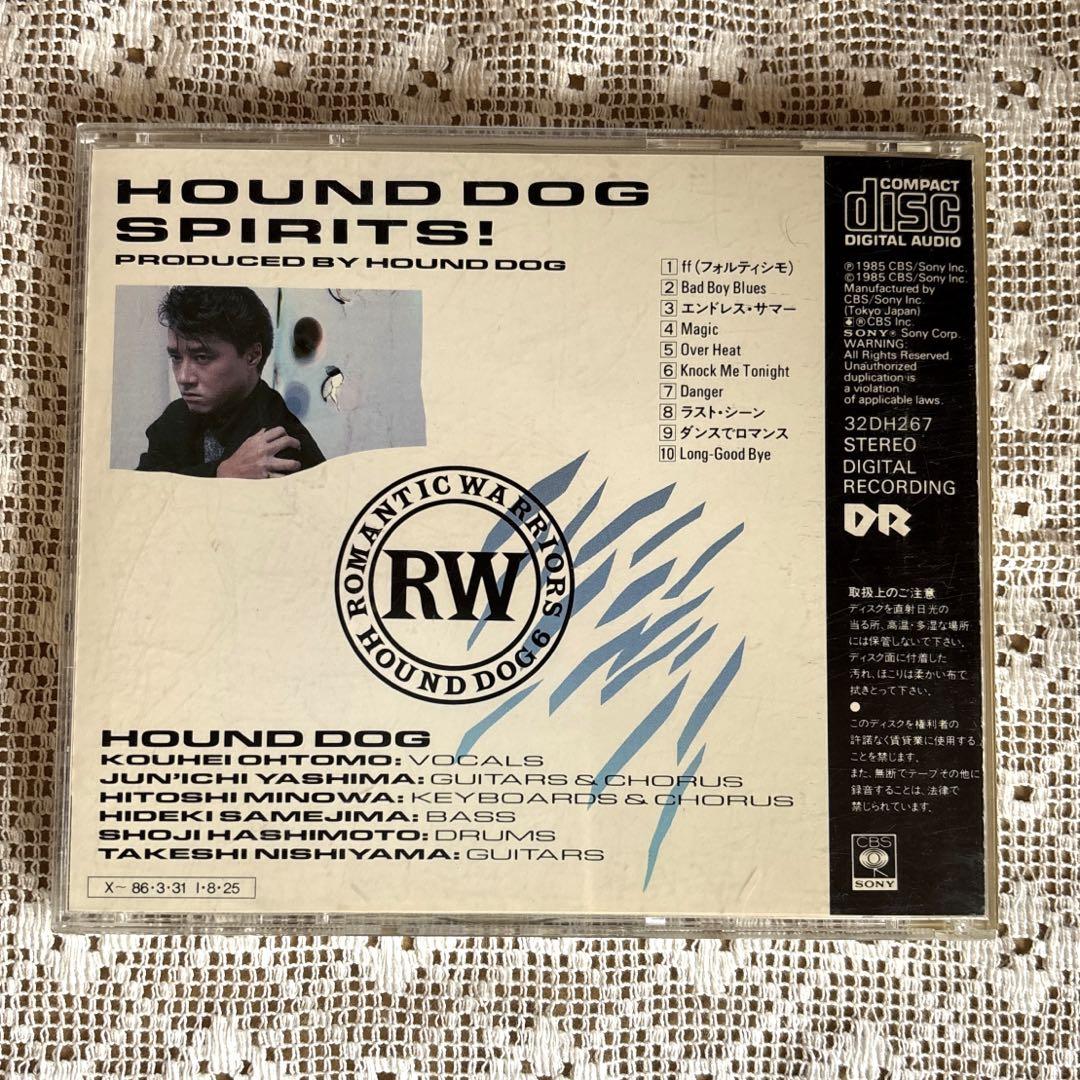 HOUND DOG
SPIRITS!
PRODUCED BY HOUND DOG
1 ff(フォルティシモ)
2 Bad Boy Blues
3 エンドレス・サマー
4 Magic
5 Over Heat
6 Knock Me Tonight
7 Danger
8 ラスト・シーン
9 ダンスでロマンス
10 Long-Good Bye
ROMANTIC WARRIORS
RW
HOUND DOG 6
HOUND DOG
KOUHEI OHTOMO: VOCALS
JUN'ICHI YASHIMA: GUITARS & CHORUS
HITOSHI MINOWA: KEYBOARDS & CHORUS
HIDEKI SAMEJIMA: BASS
SHOJI HASHIMOTO: DRUMS
TAKESHI NISHIYAMA: GUITARS
X~ 86・3・31 I・8・25
COMPACT
disc
DIGITAL AUDIO
℗1985 CBS/Sony Inc.
©1985 CBS/Sony Inc.
Manufactured by
CBS/Sony Inc.
(Tokyo Japan)
®CBS Inc.
SONY® Sony Corp.
WARNING:
All Rights Reserved.
Unauthorized
duplication is
a violation
of applicable laws.
32DH267
STEREO
DIGITAL
RECORDING
DR
取扱上のご注意
ディスクを直射日光の
当る所、高温・多湿な場所
には保管しないで下さい。
ディスク面に付着した
汚れ、ほこりは柔かい布で
拭きとって下さい。
●
このディスクを権利者の
許諾なく賃貸業に使用する
ことを禁じます。
また、無断でテープその他に
録音することは、法律で
禁じられています。
CBS
SONY